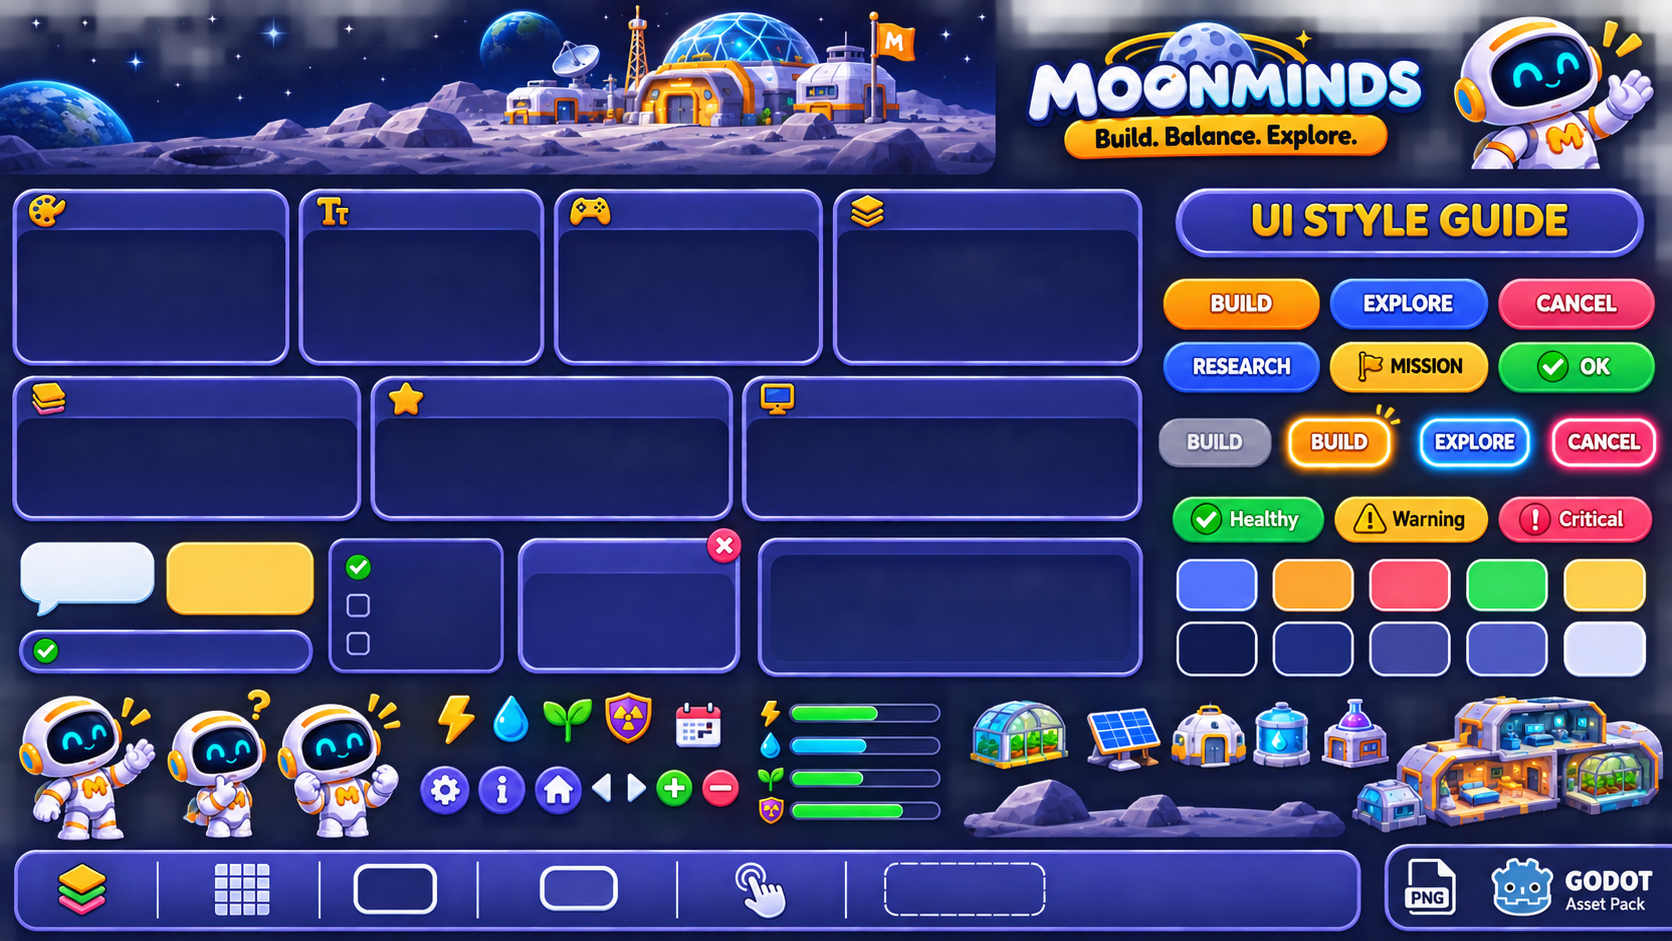 M
MOONMINDS
Build. Balance. Explore.
M
Tt
UI STYLE GUIDE
BUILD
EXPLORE
CANCEL
RESEARCH
MISSION
OK
BUILD
BUILD
EXPLORE
CANCEL
Healthy
Warning
Critical
M
?
M
i
PNG
GODOT
Asset Pack